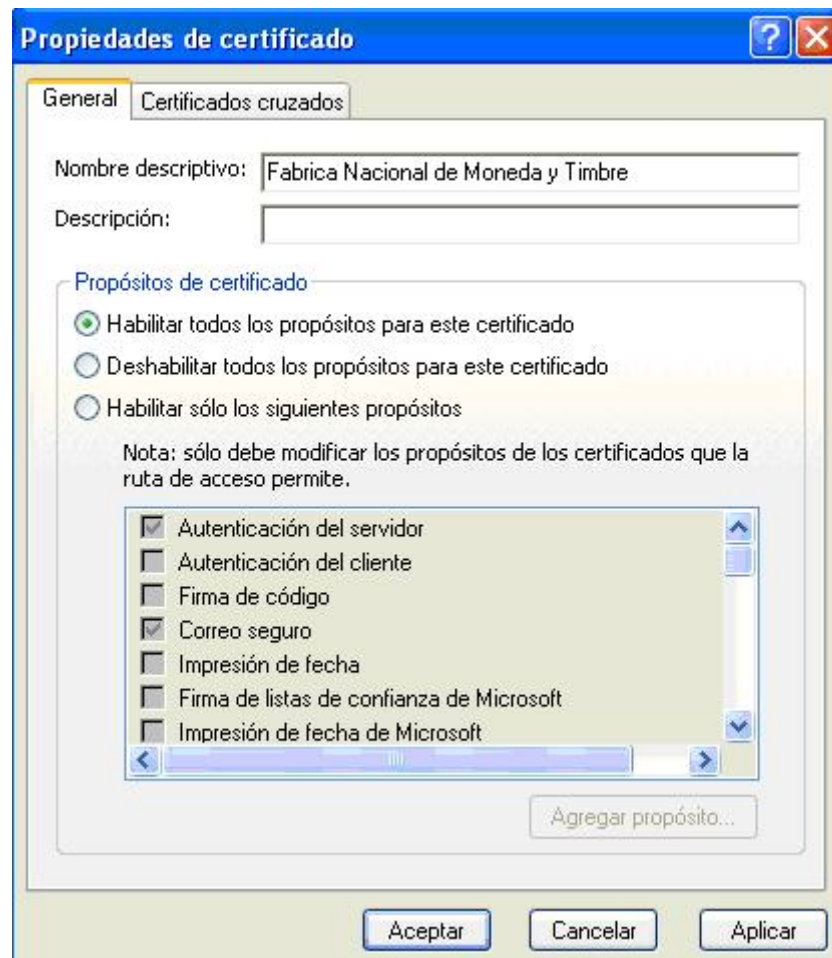 Propiedades de certificado
General
Certificados cruzados
Nombre descriptivo: Fabrica Nacional de Moneda y Timbre
Descripción:
Propósitos de certificado
Habilitar todos los propósitos para este certificado
Deshabilitar todos los propósitos para este certificado
Habilitar sólo los siguientes propósitos
Nota: sólo debe modificar los propósitos de los certificados que la
ruta de acceso permite.
Autenticación del servidor
Autenticación del cliente
Firma de código
Correo seguro
Impresión de fecha
Firma de listas de confianza de Microsoft
Impresión de fecha de Microsoft
Agregar propósito...
Aceptar
Cancelar
Aplicar